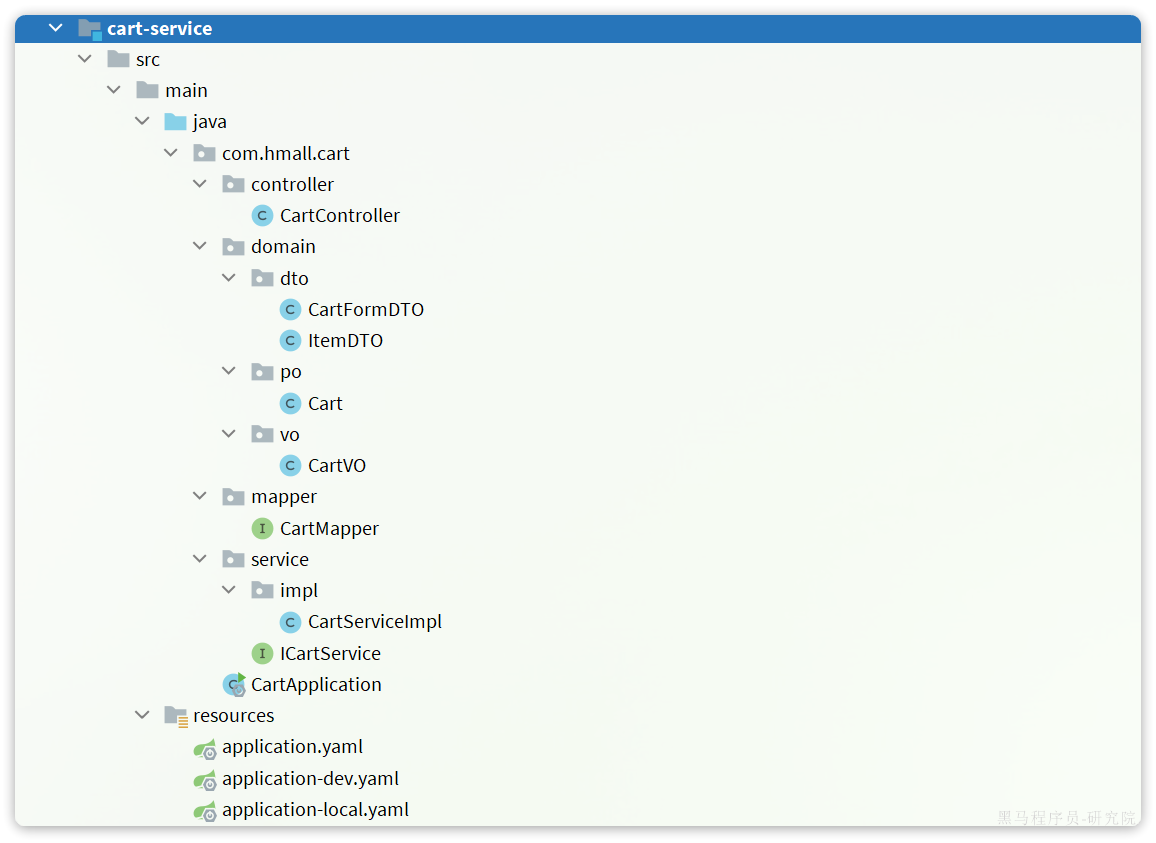 cart-service
src
main
java
com.hmall.cart
controller
C CartController
domain
dto
C CartFormDTO
C ItemDTO
po
C Cart
vo
C CartVO
mapper
I CartMapper
service
impl
C CartServiceImpl
I ICartService
C CartApplication
resources
application.yaml
application-dev.yaml
application-local.yaml
黑马程序员-研究院